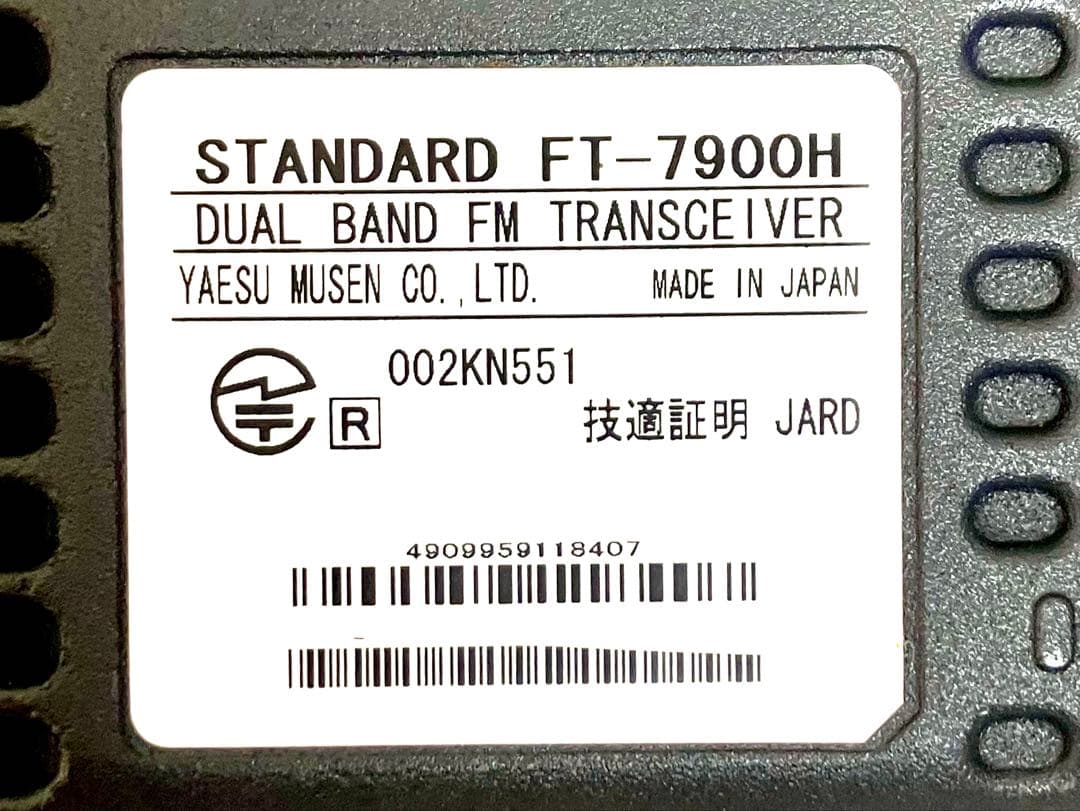 STANDARD FT-7900H
DUAL BAND FM TRANSCEIVER
YAESU MUSEN CO.,LTD. MADE IN JAPAN
002KN551
R
技適証明 JARD
4909959118407